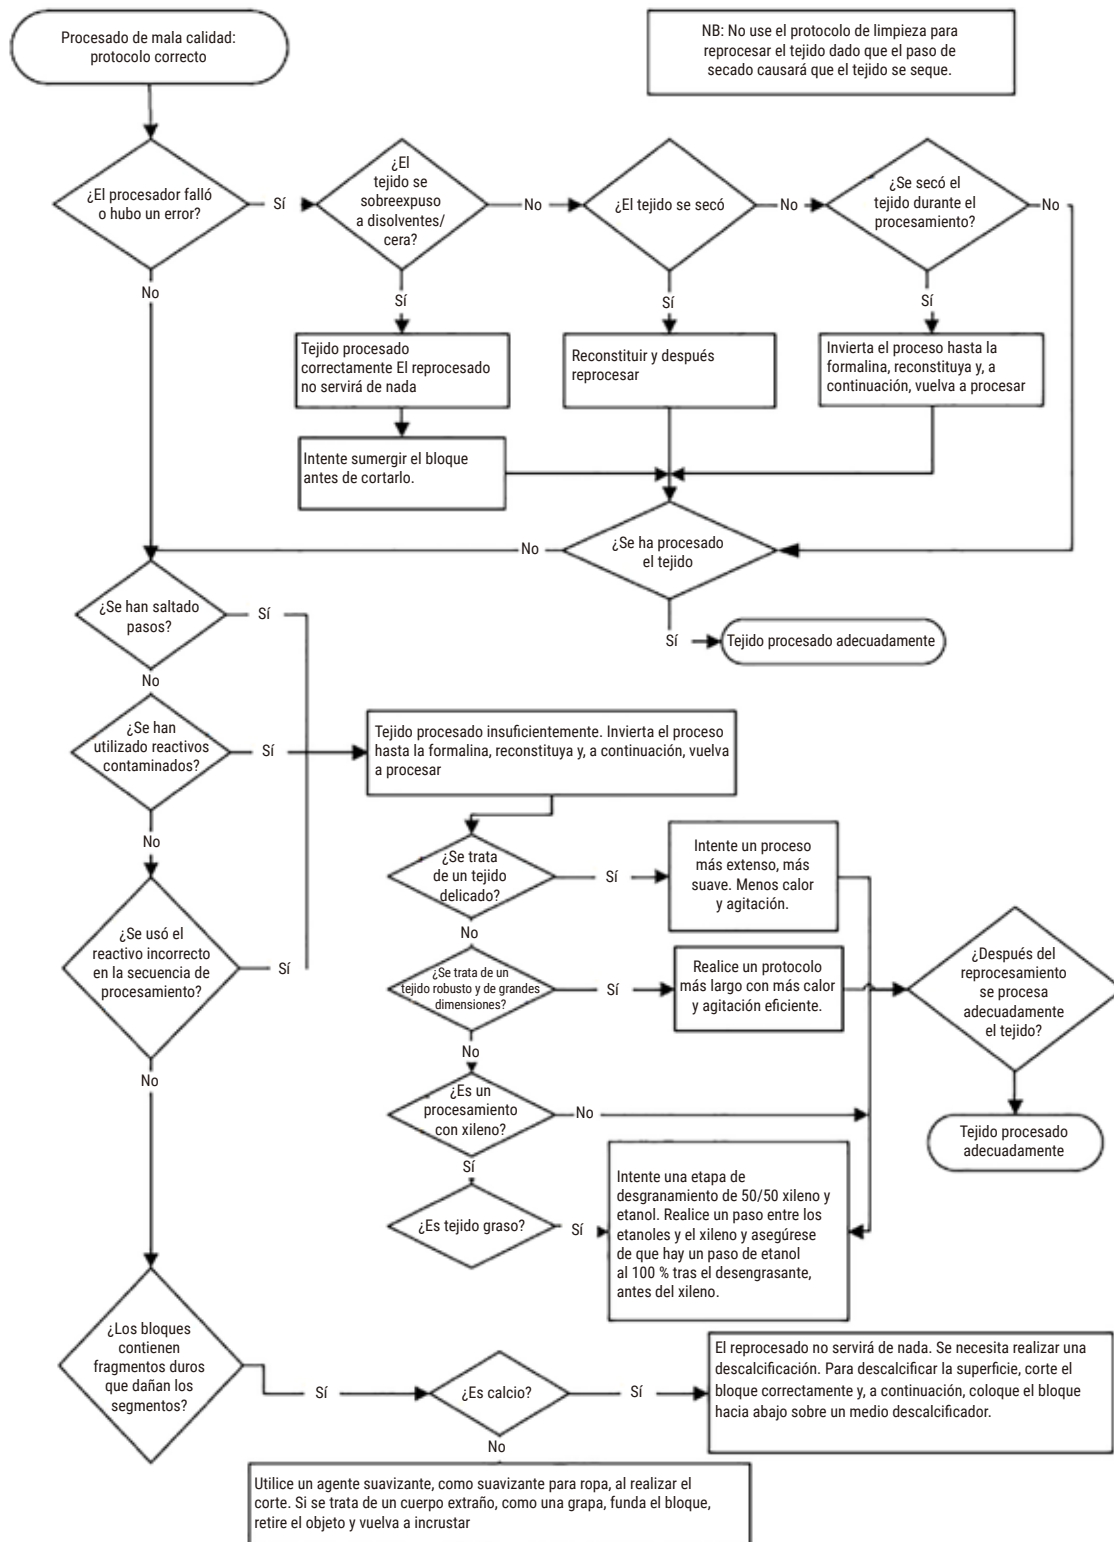 Procesado de mala calidad:
protocolo correcto
NB: No use el protocolo de limpieza para
reprocesar el tejido dado que el paso de
secado causará que el tejido se seque.
¿El procesador falló
o hubo un error?
Sí
¿El
tejido se
sobreexpuso
a disolventes/
cera?
No
¿El tejido se secó
No
¿Se secó el
tejido durante el
procesamiento?
No
No
Sí
Sí
Sí
Tejido procesado
correctamente El reprocesado
no servirá de nada
Reconstituir y después
reprocesar
Invierta el proceso hasta la
formalina, reconstituya y, a
continuación, vuelva a procesar
Intente sumergir el bloque
antes de cortarlo.
¿Se ha procesado
el tejido
No
Sí
Tejido procesado adecuadamente
¿Se han saltado
pasos?
Sí
No
¿Se han
utilizado reactivos
contaminados?
Sí
Tejido procesado insuficientemente. Invierta el proceso
hasta la formalina, reconstituya y, a continuación, vuelva
a procesar
No
¿Se usó el
reactivo incorrecto
en la secuencia de
procesamiento?
Sí
No
¿Se trata
de un tejido
delicado?
Sí
Intente un proceso
más extenso, más
suave. Menos calor
y agitación.
No
¿Se trata de un
tejido robusto y de grandes
dimensiones?
Sí
Realice un protocolo
más largo con más calor
y agitación eficiente.
¿Después del
reprocesamiento
se procesa
adecuadamente
el tejido?
No
¿Es un
procesamiento
con xileno?
No
Tejido procesado
adecuadamente
Sí
¿Es tejido graso?
Sí
Intente una etapa de
desgranamiento de 50/50 xileno y
etanol. Realice un paso entre los
etanoles y el xileno y asegúrese
de que hay un paso de etanol
al 100 % tras el desengrasante,
antes del xileno.
¿Los bloques
contienen
fragmentos duros
que dañan los
segmentos?
Sí
¿Es calcio?
Sí
El reprocesado no servirá de nada. Se necesita realizar una
descalcificación. Para descalcificar la superficie, corte el
bloque correctamente y, a continuación, coloque el bloque
hacia abajo sobre un medio descalcificador.
No
Utilice un agente suavizante, como suavizante para ropa, al realizar el
corte. Si se trata de un cuerpo extraño, como una grapa, funda el bloque,
retire el objeto y vuelva a incrustar